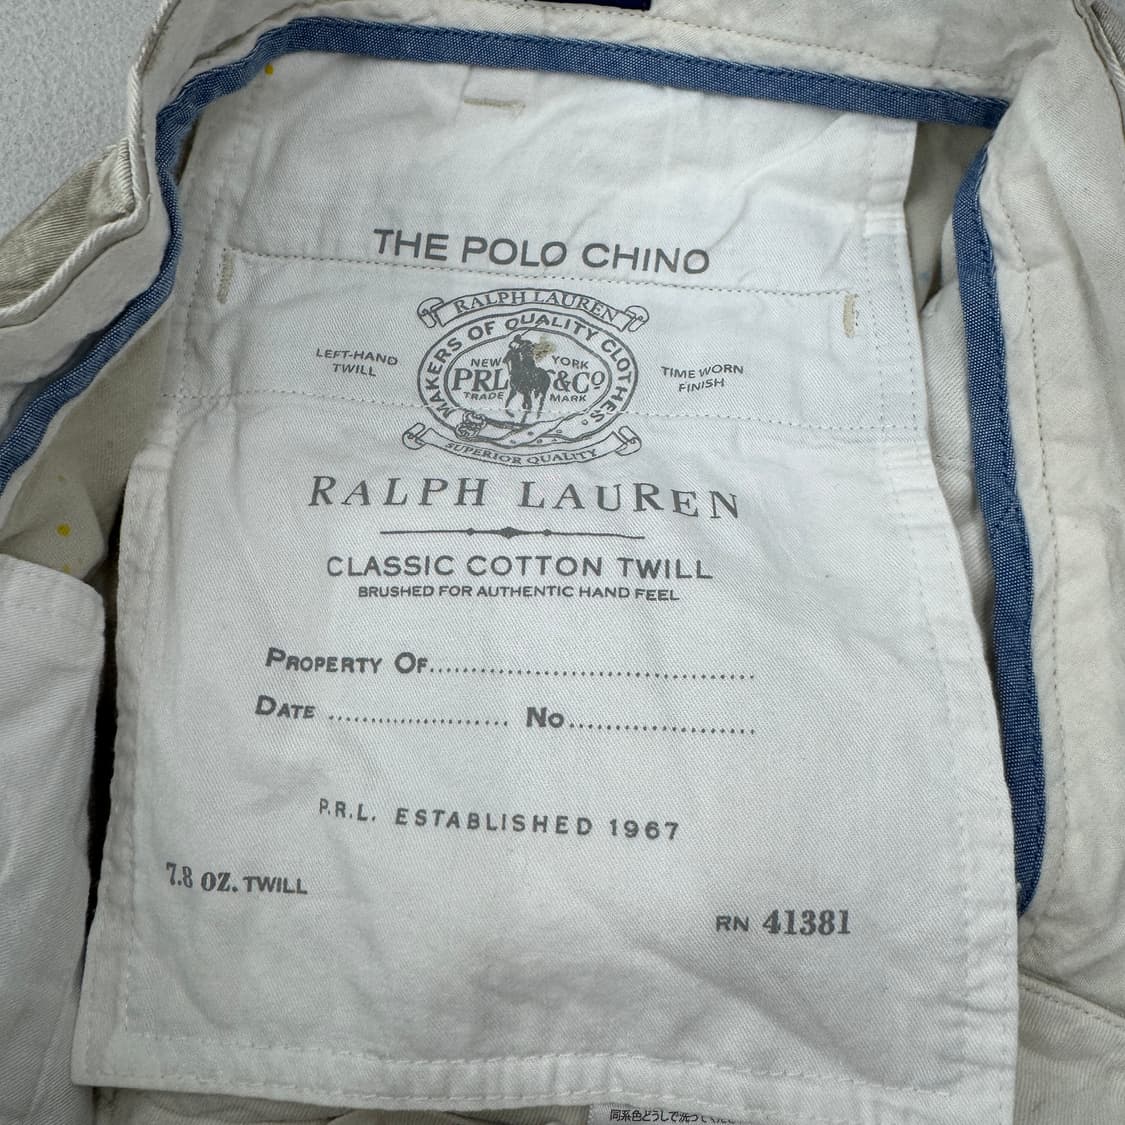 THE POLO CHINO
RALPH LAUREN
MAKERS OF QUALITY CLOTHES.
NEW YORK
PRL &Co
TRADE MARK
SUPERIOR QUALITY
LEFT-HAND
TWILL
TIME WORN
FINISH
RALPH LAUREN
CLASSIC COTTON TWILL
BRUSHED FOR AUTHENTIC HAND FEEL
PROPERTY OF........................................
DATE ...................... No.......................
P.R.L. ESTABLISHED 1967
7.8 OZ. TWILL
RN 41381
同系色どうしで洗ってくだ